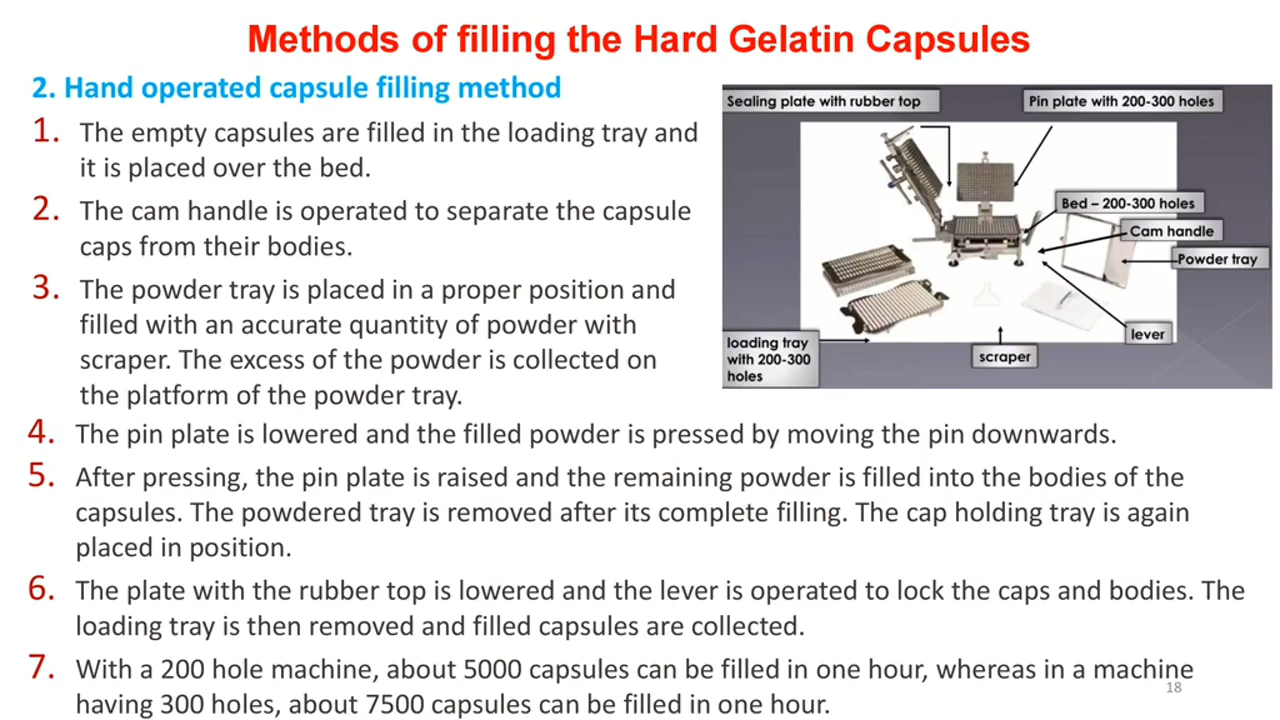 Methods of filling the Hard Gelatin Capsules
2. Hand operated capsule filling method
1. The empty capsules are filled in the loading tray and
it is placed over the bed.
2. The cam handle is operated to separate the capsule
caps from their bodies.
3. The powder tray is placed in a proper position and
filled with an accurate quantity of powder with
scraper. The excess of the powder is collected on
the platform of the powder tray.
Sealing plate with rubber top
Pin plate with 200-300 holes
Bed – 200-300 holes
Cam handle
Powder tray
lever
scraper
loading tray
with 200-300
holes
4. The pin plate is lowered and the filled powder is pressed by moving the pin downwards.
5. After pressing, the pin plate is raised and the remaining powder is filled into the bodies of the
capsules. The powdered tray is removed after its complete filling. The cap holding tray is again
placed in position.
6. The plate with the rubber top is lowered and the lever is operated to lock the caps and bodies. The
loading tray is then removed and filled capsules are collected.
7. With a 200 hole machine, about 5000 capsules can be filled in one hour, whereas in a machine
having 300 holes, about 7500 capsules can be filled in one hour.
18